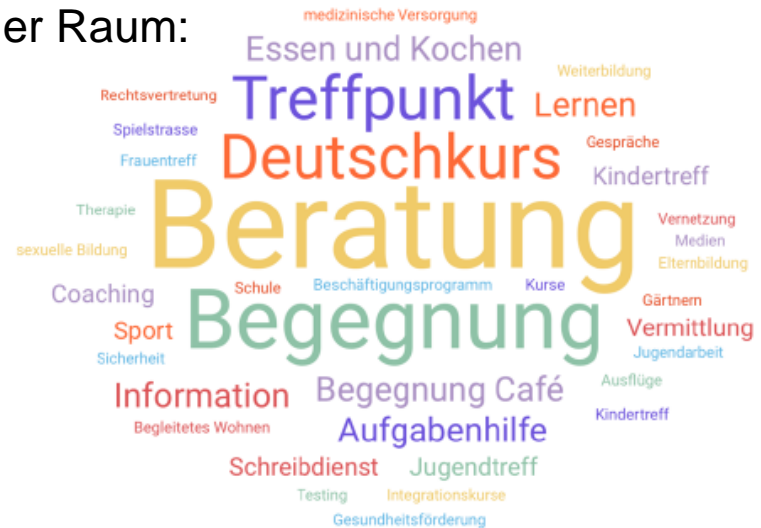 er Raum:
medizinische Versorgung
Essen und Kochen
Weiterbildung
Rechtsvertretung
Treffpunkt
Lernen
Spielstrasse
Deutschkurs
Gespräche
Frauentreff
Kindertreff
Beratung
Therapie
Vernetzung
sexuelle Bildung
Medien
Elternbildung
Coaching
Schule
Beschäftigungsprogramm
Kurse
Gärtnern
Begegnung
Sport
Vermittlung
Sicherheit
Jugendarbeit
Information
Begegnung Café
Ausflüge
Begleitetes Wohnen
Aufgabenhilfe
Kindertreff
Schreibdienst
Jugendtreff
Testing
Integrationskurse
Gesundheitsförderung